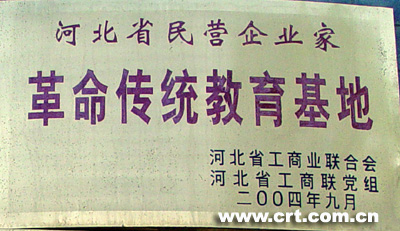 河北省民营企业家
革命传统教育基地
河北省工商业联合会
河北省工商联党组
二00四年九月
www.crt.com.cn